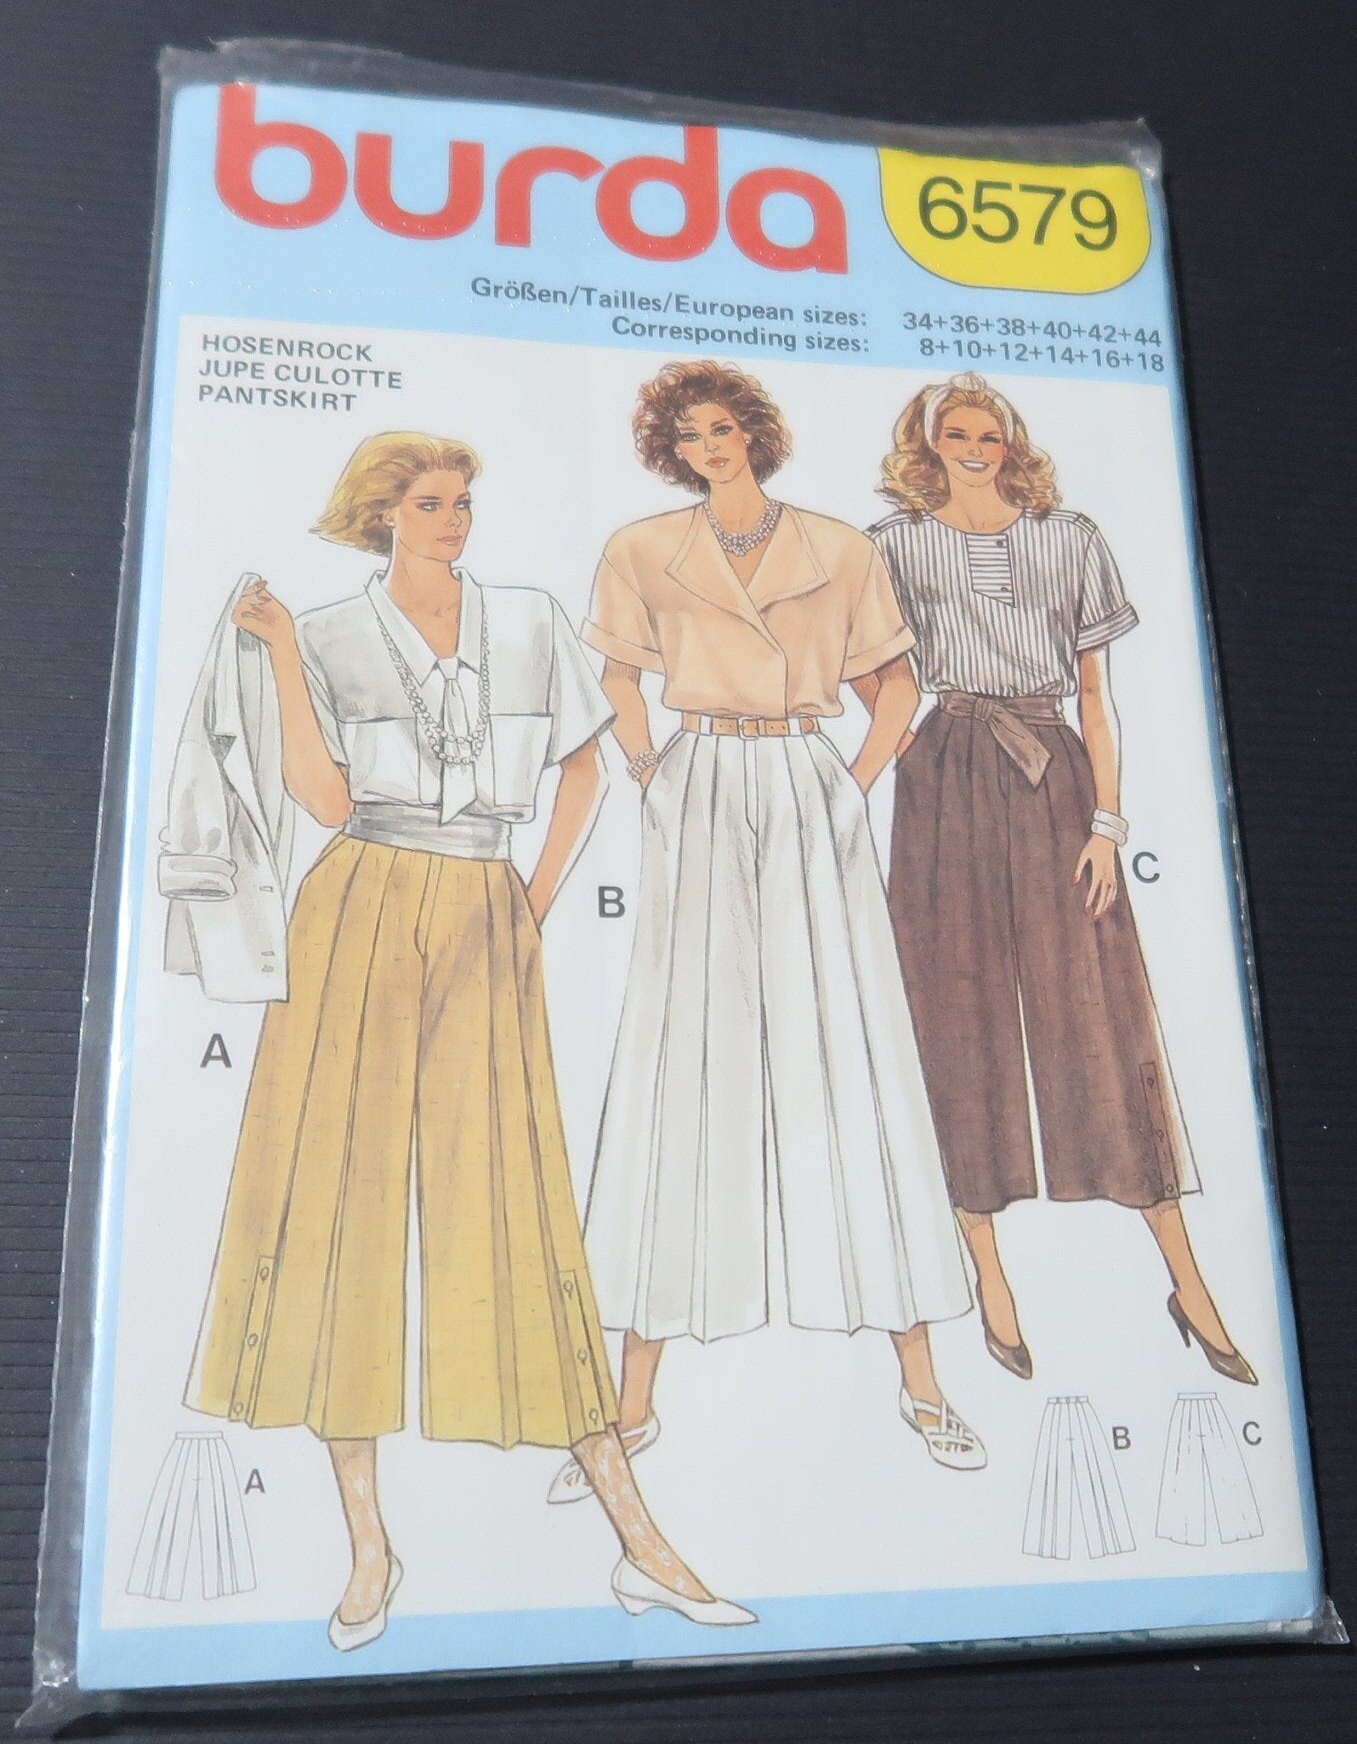 burda
6579
Größen/Tailles/European sizes: 34+36+38+40+42+44
Corresponding sizes: 8+10+12+14+16+18
HOSENROCK
JUPE CULOTTE
PANTSKIRT
A
B
C
A
B
C